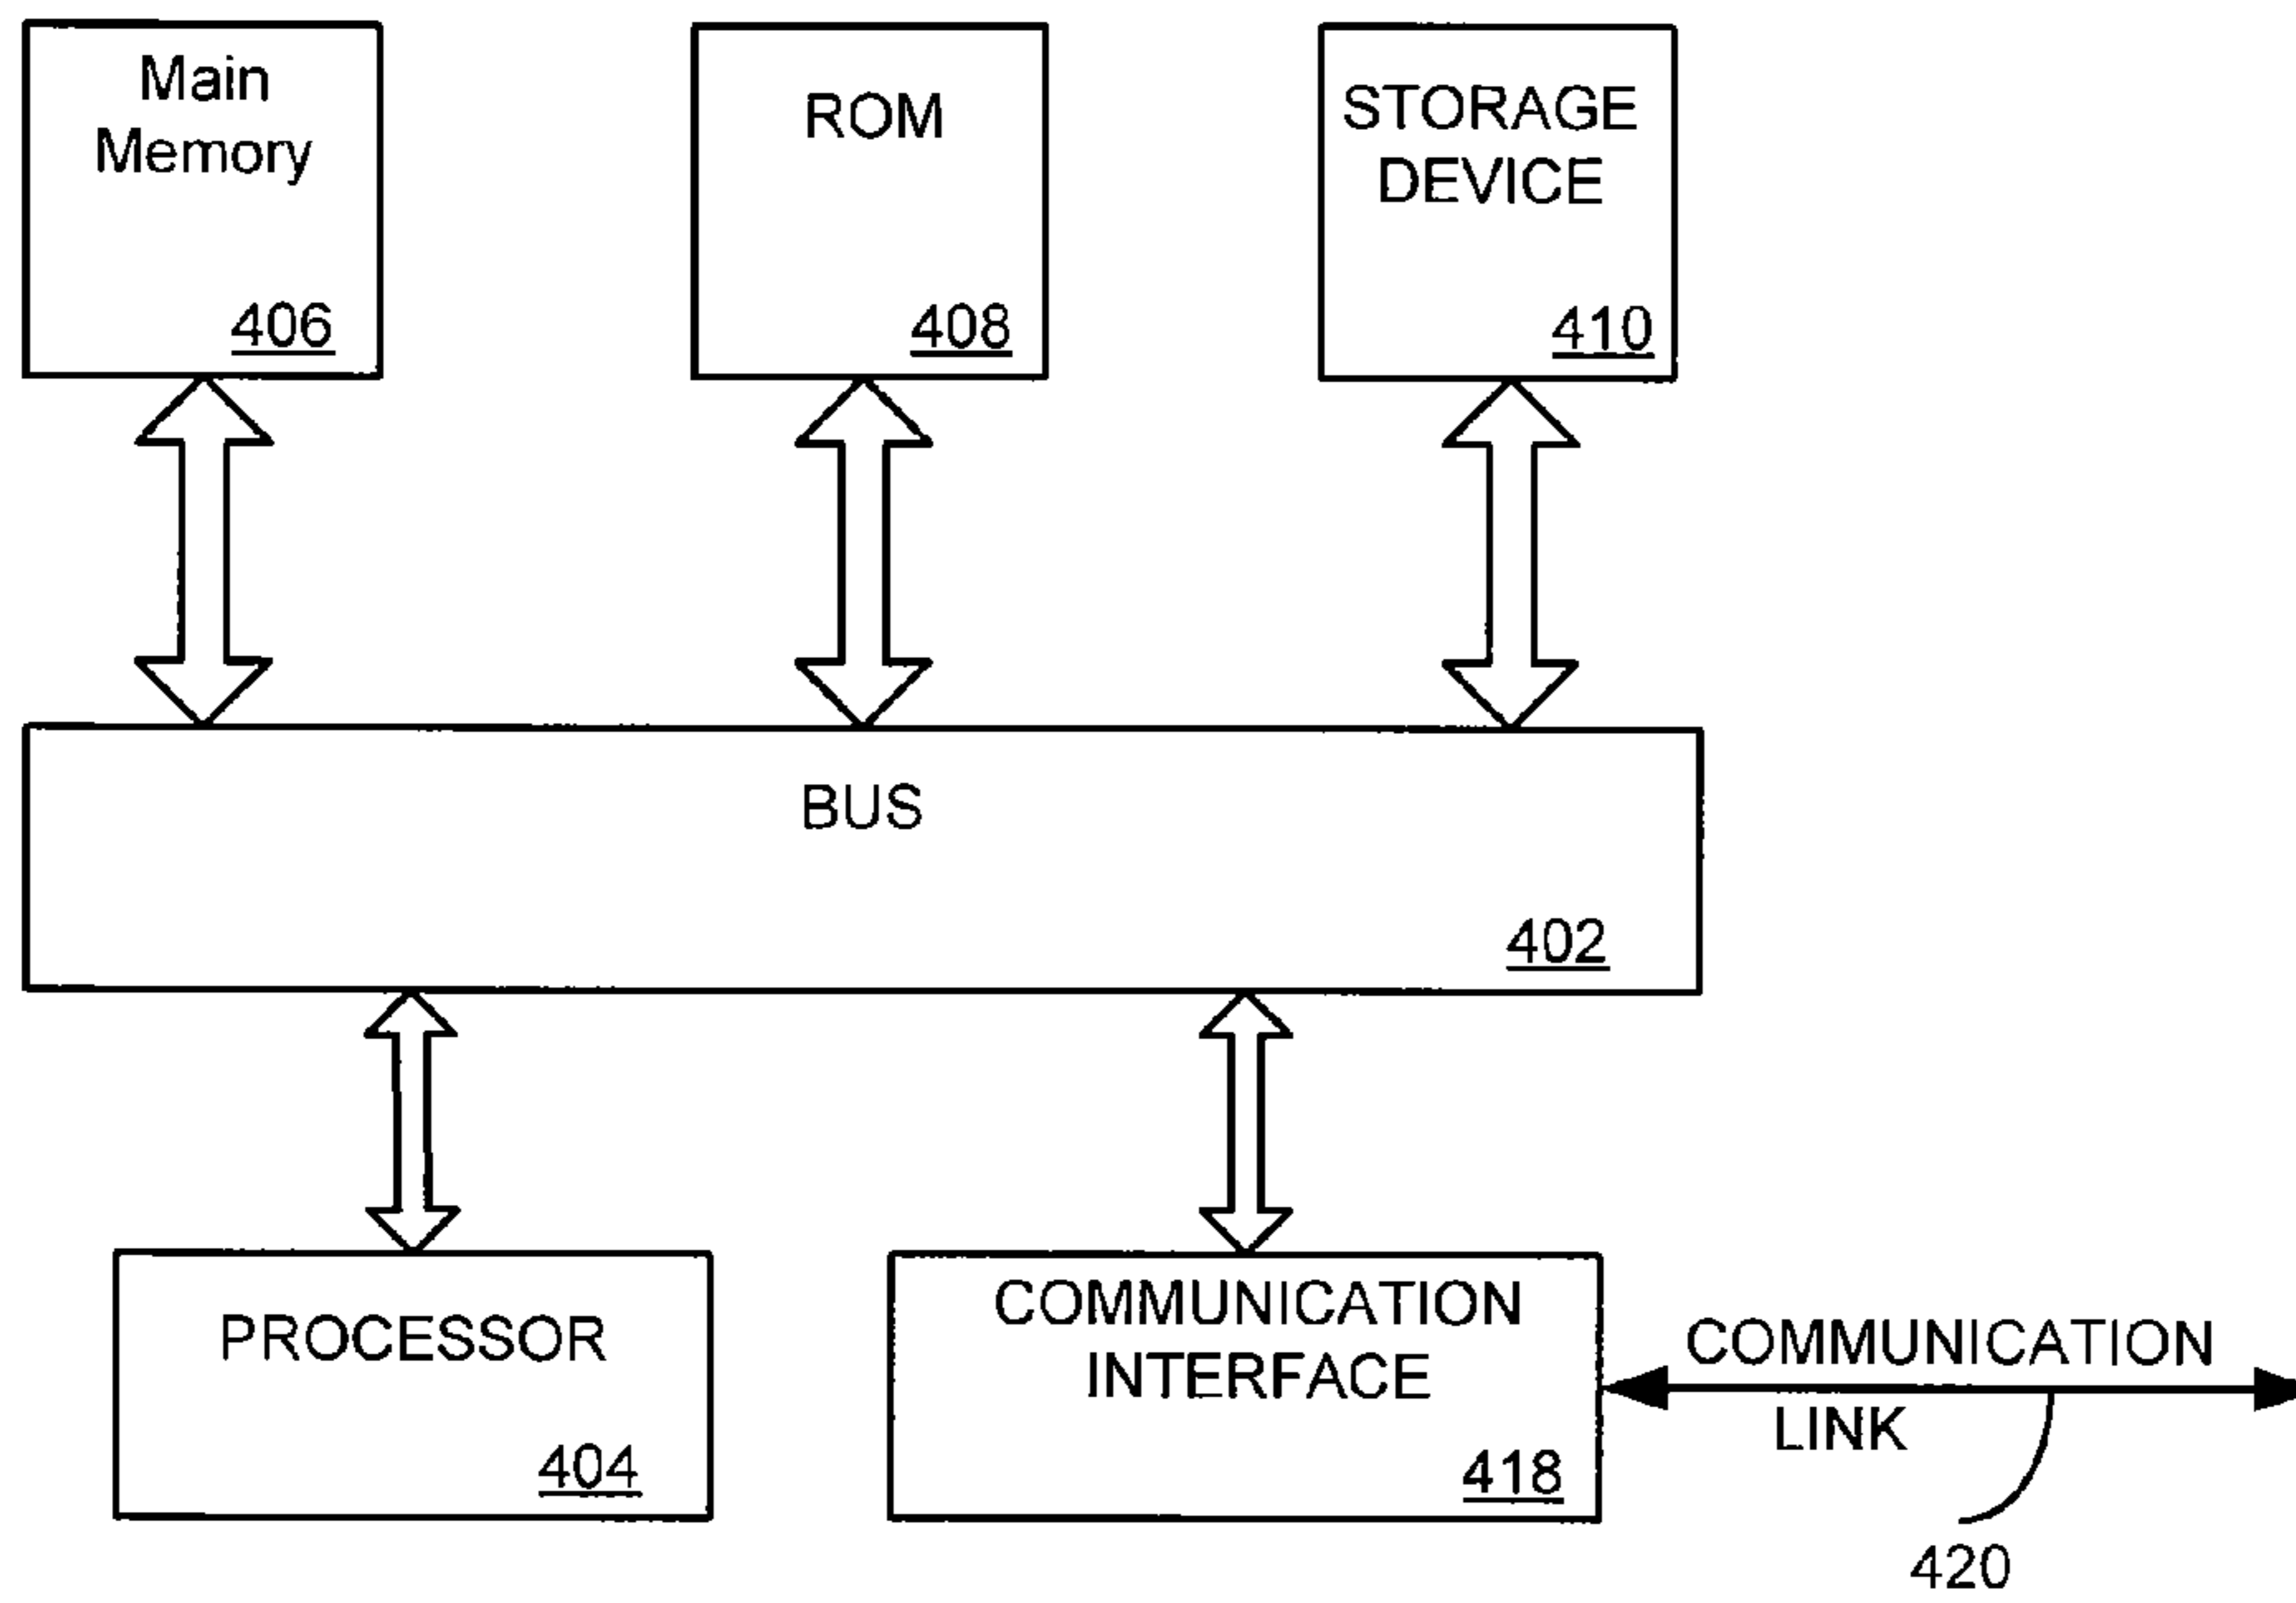 Main
Memory
406
ROM
408
STORAGE
DEVICE
410
BUS
402
PROCESSOR
404
COMMUNICATION
INTERFACE
418
COMMUNICATION
LINK
420